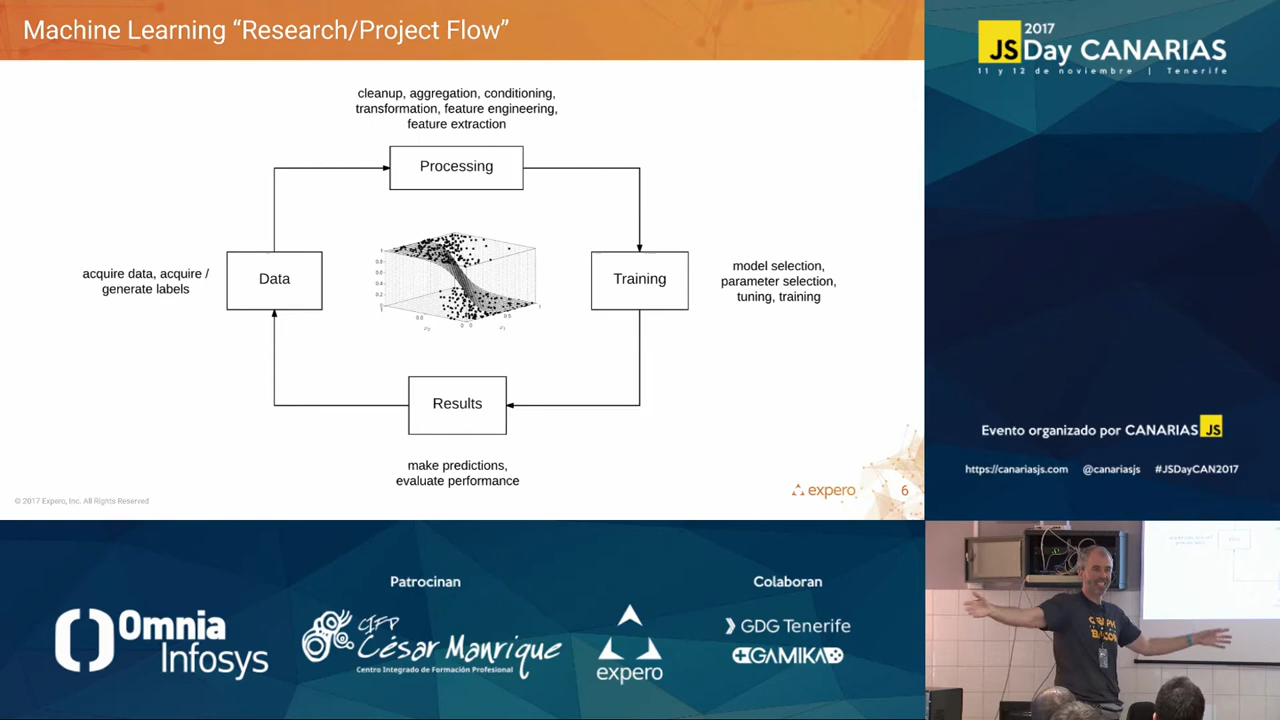 Machine Learning “Research/Project Flow”
cleanup, aggregation, conditioning,
transformation, feature engineering,
feature extraction
Processing
acquire data, acquire /
generate labels
Data
Training
model selection,
parameter selection,
tuning, training
Results
make predictions,
evaluate performance
© 2017 Expero, Inc. All Rights Reserved
expero
6
2017
JSDay CANARIAS
11 y 12 de noviembre | Tenerife
Evento organizado por CANARIAS JS
https://canariasjs.com @canariasjs #JSDayCAN2017
Patrocinan
Omnia
Infosys
CIFP
César Manrique
Centro Integrado de Formación Profesional
expero
Colaboran
GDG Tenerife
GAMIKA